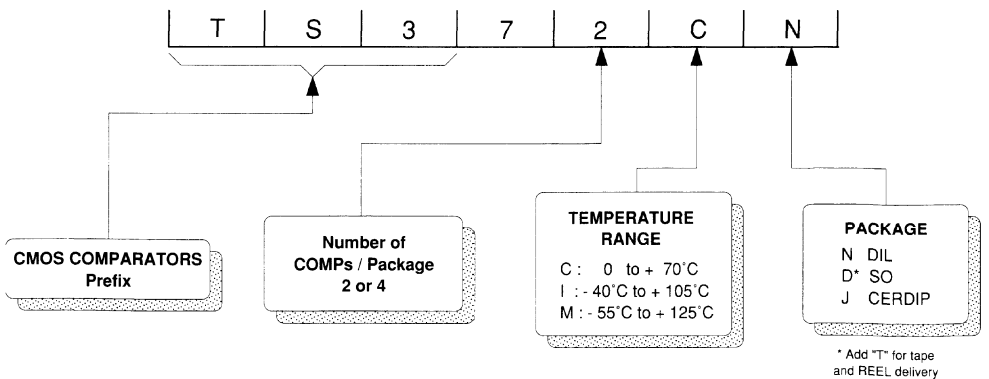 T S 3 7 2 C N
CMOS COMPARATORS
Prefix
Number of
COMPs / Package
2 or 4
TEMPERATURE
RANGE
C : 0 to + 70°C
I : - 40°C to + 105°C
M : - 55°C to + 125°C
PACKAGE
N DIL
D* SO
J CERDIP
* Add "T" for tape
and REEL delivery